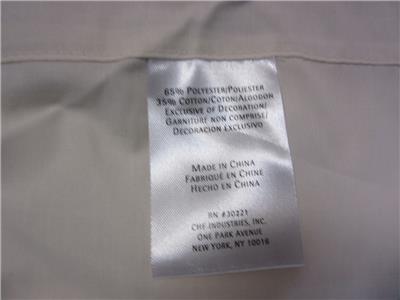 65% Polyester/Poliester
35% Cotton/Coton/Algodon
Exclusive of Decoration/
Garniture non comprise/
Decoracion exclusivo
Made in China
Fabriqué en Chine
Hecho en China
RN #30221
CHF Industries, Inc.
One Park Avenue
New York, NY 10016